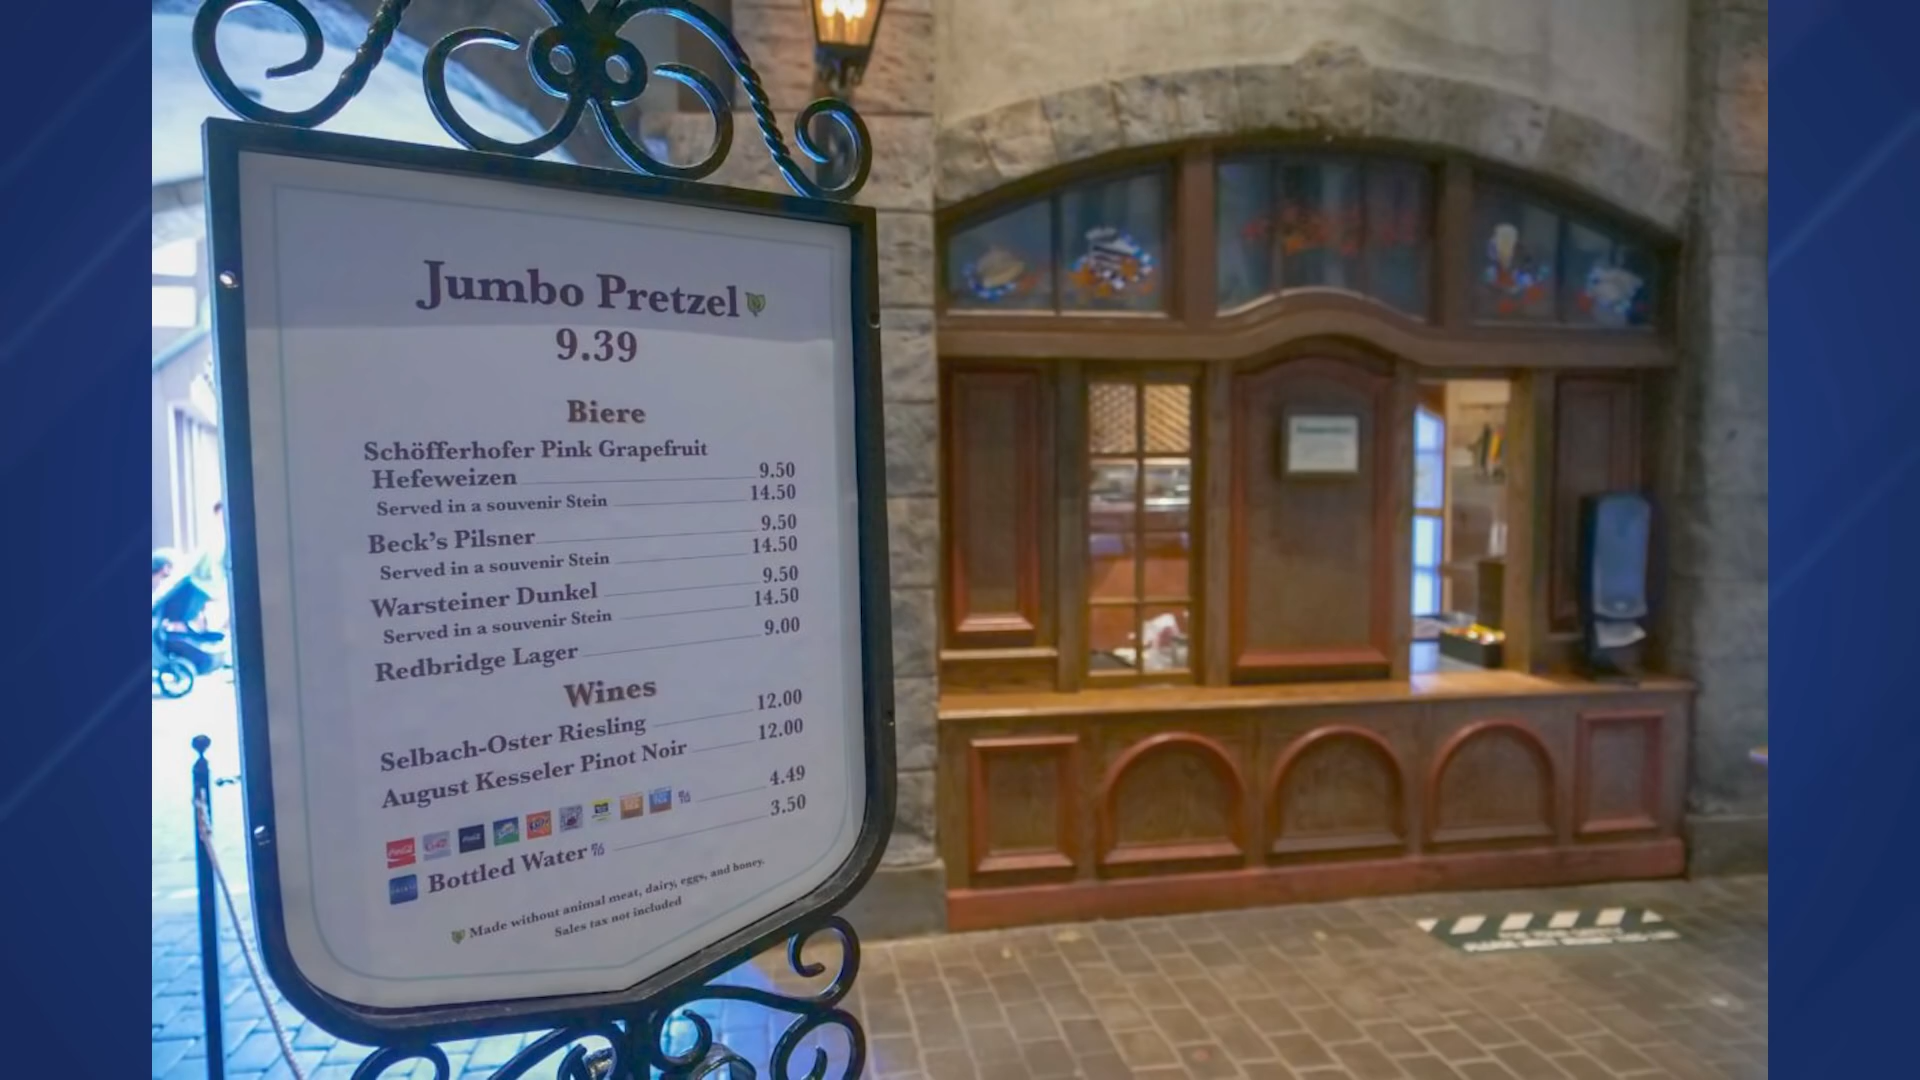 Jumbo Pretzel
9.39
Biere
Schöfferhofer Pink Grapefruit
Hefeweizen 9.50
Served in a souvenir Stein 14.50
Beck's Pilsner 9.50
Served in a souvenir Stein 14.50
Warsteiner Dunkel 9.50
Served in a souvenir Stein 14.50
Redbridge Lager 9.00
Wines
Selbach-Oster Riesling 12.00
August Kesseler Pinot Noir 12.00
4.49
Bottled Water 3.50
Made without animal meat, dairy, eggs, and honey.
Sales tax not included